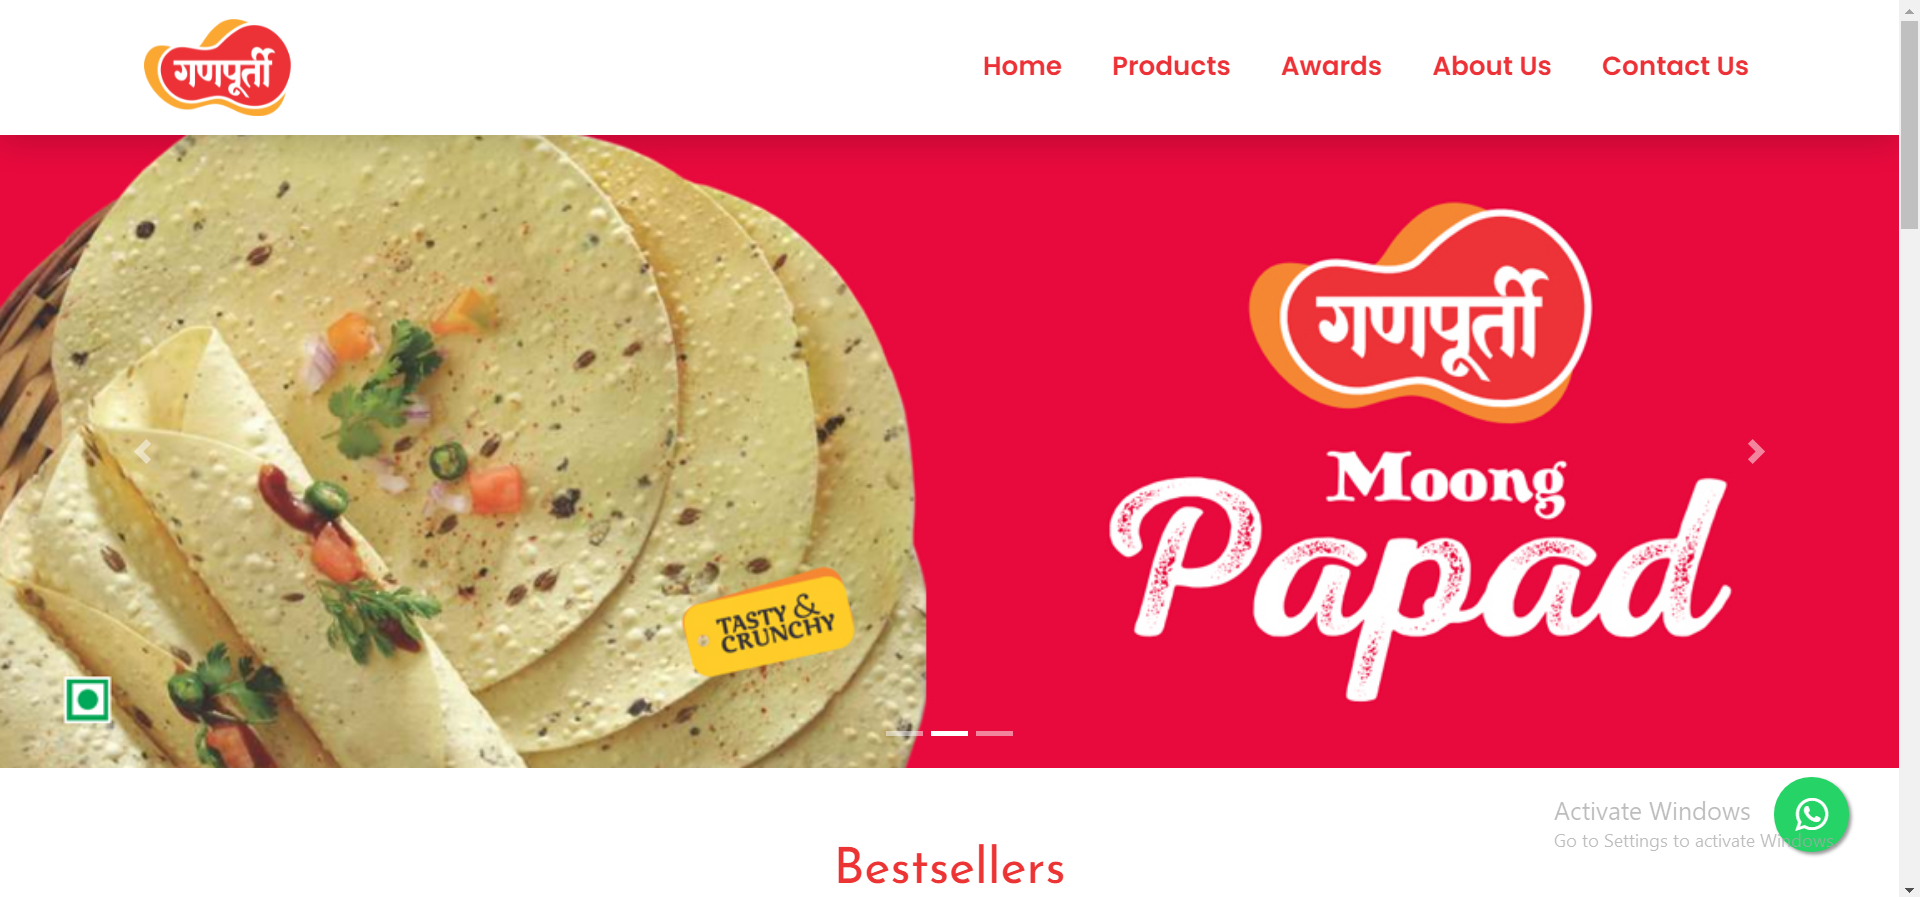 गणपूर्ती
Home Products Awards About Us Contact Us
गणपूर्ती
Moong
Papad
TASTY &
CRUNCHY
Activate Windows
Go to Settings to activate Windows.
Bestsellers